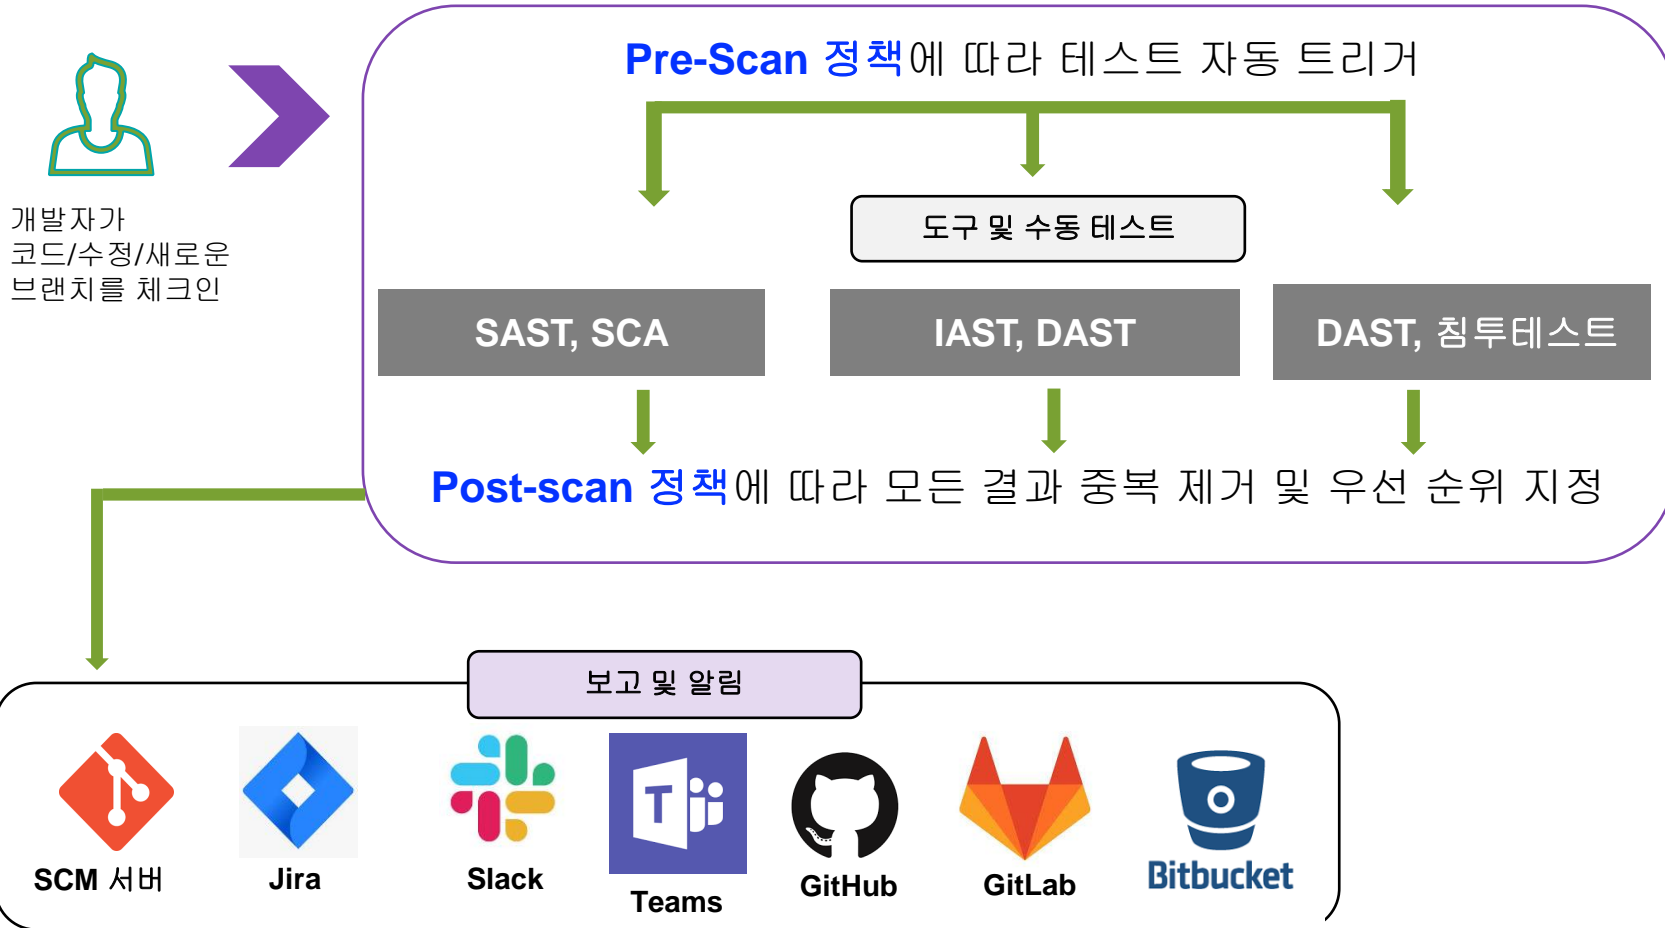 Pre-Scan 정책에 따라 테스트 자동 트리거
개발자가
코드/수정/새로운
브랜치를 체크인
도구 및 수동 테스트
SAST, SCA
IAST, DAST
DAST, 침투테스트
Post-scan 정책에 따라 모든 결과 중복 제거 및 우선 순위 지정
보고 및 알림
T
SCM 서버
Jira
Slack
Teams
GitHub
GitLab
Bitbucket